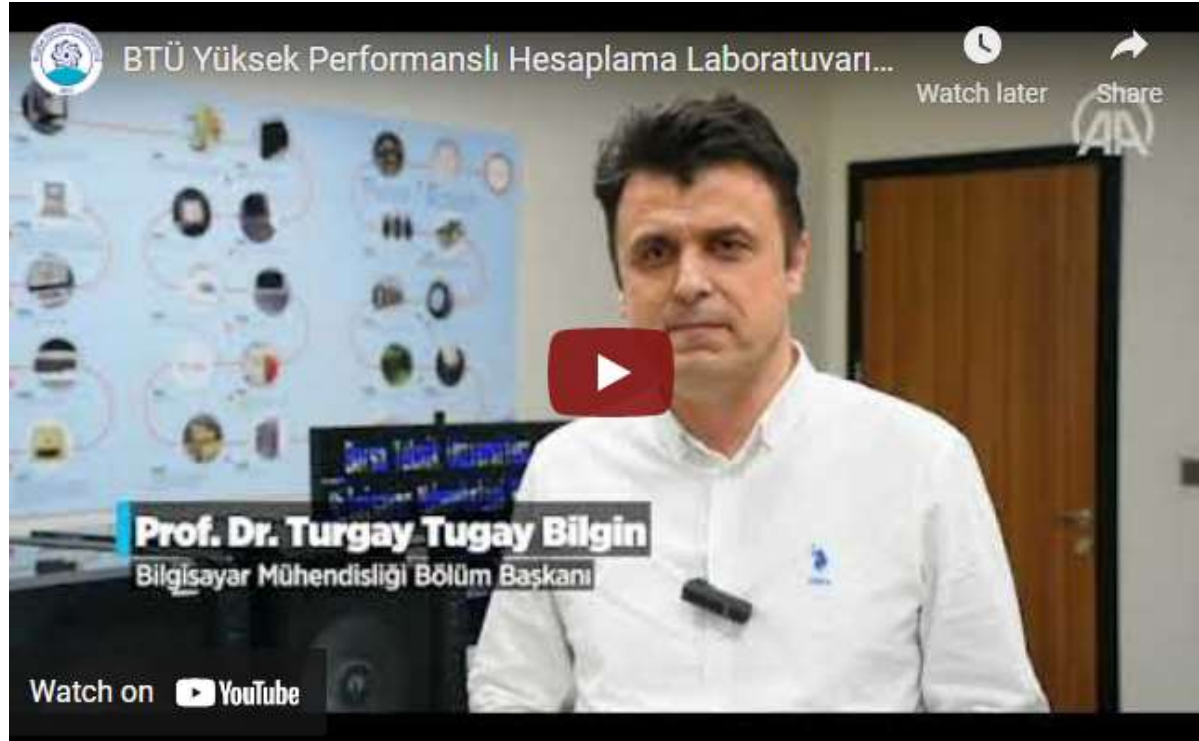 BTÜ Yüksek Performanslı Hesaplama Laboratuvarı...
Watch later
Share
AA
Prof. Dr. Turgay Tugay Bilgin
Bilgisayar Mühendisliği Bölüm Başkanı
Watch on YouTube